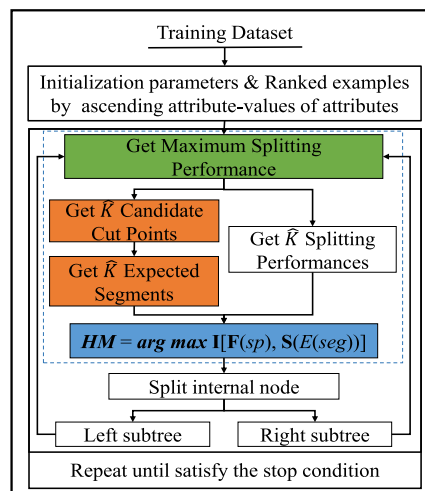 Training Dataset
Initialization parameters & Ranked examples
by ascending attribute-values of attributes
Get Maximum Splitting
Performance
Get K̂ Candidate
Cut Points
Get K̂ Splitting
Performances
Get K̂ Expected
Segments
HM = arg max I[F(sp), S(E(seg))]
Split internal node
Left subtree
Right subtree
Repeat until satisfy the stop condition